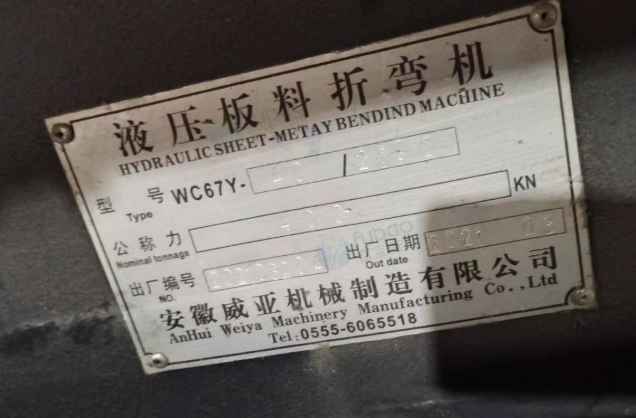 液压板料折弯机
HYDRAULIC SHEET-METAY BENDIND MACHINE
型 号 WC67Y- /
Type
公称力 KN
Nominal tonnage
出厂编号 出厂日期 2021
NO. Out date
安徽威亚机械制造有限公司
AnHui Weiya Machinery Manufacturing Co.,Ltd
Tel:0555-6065518